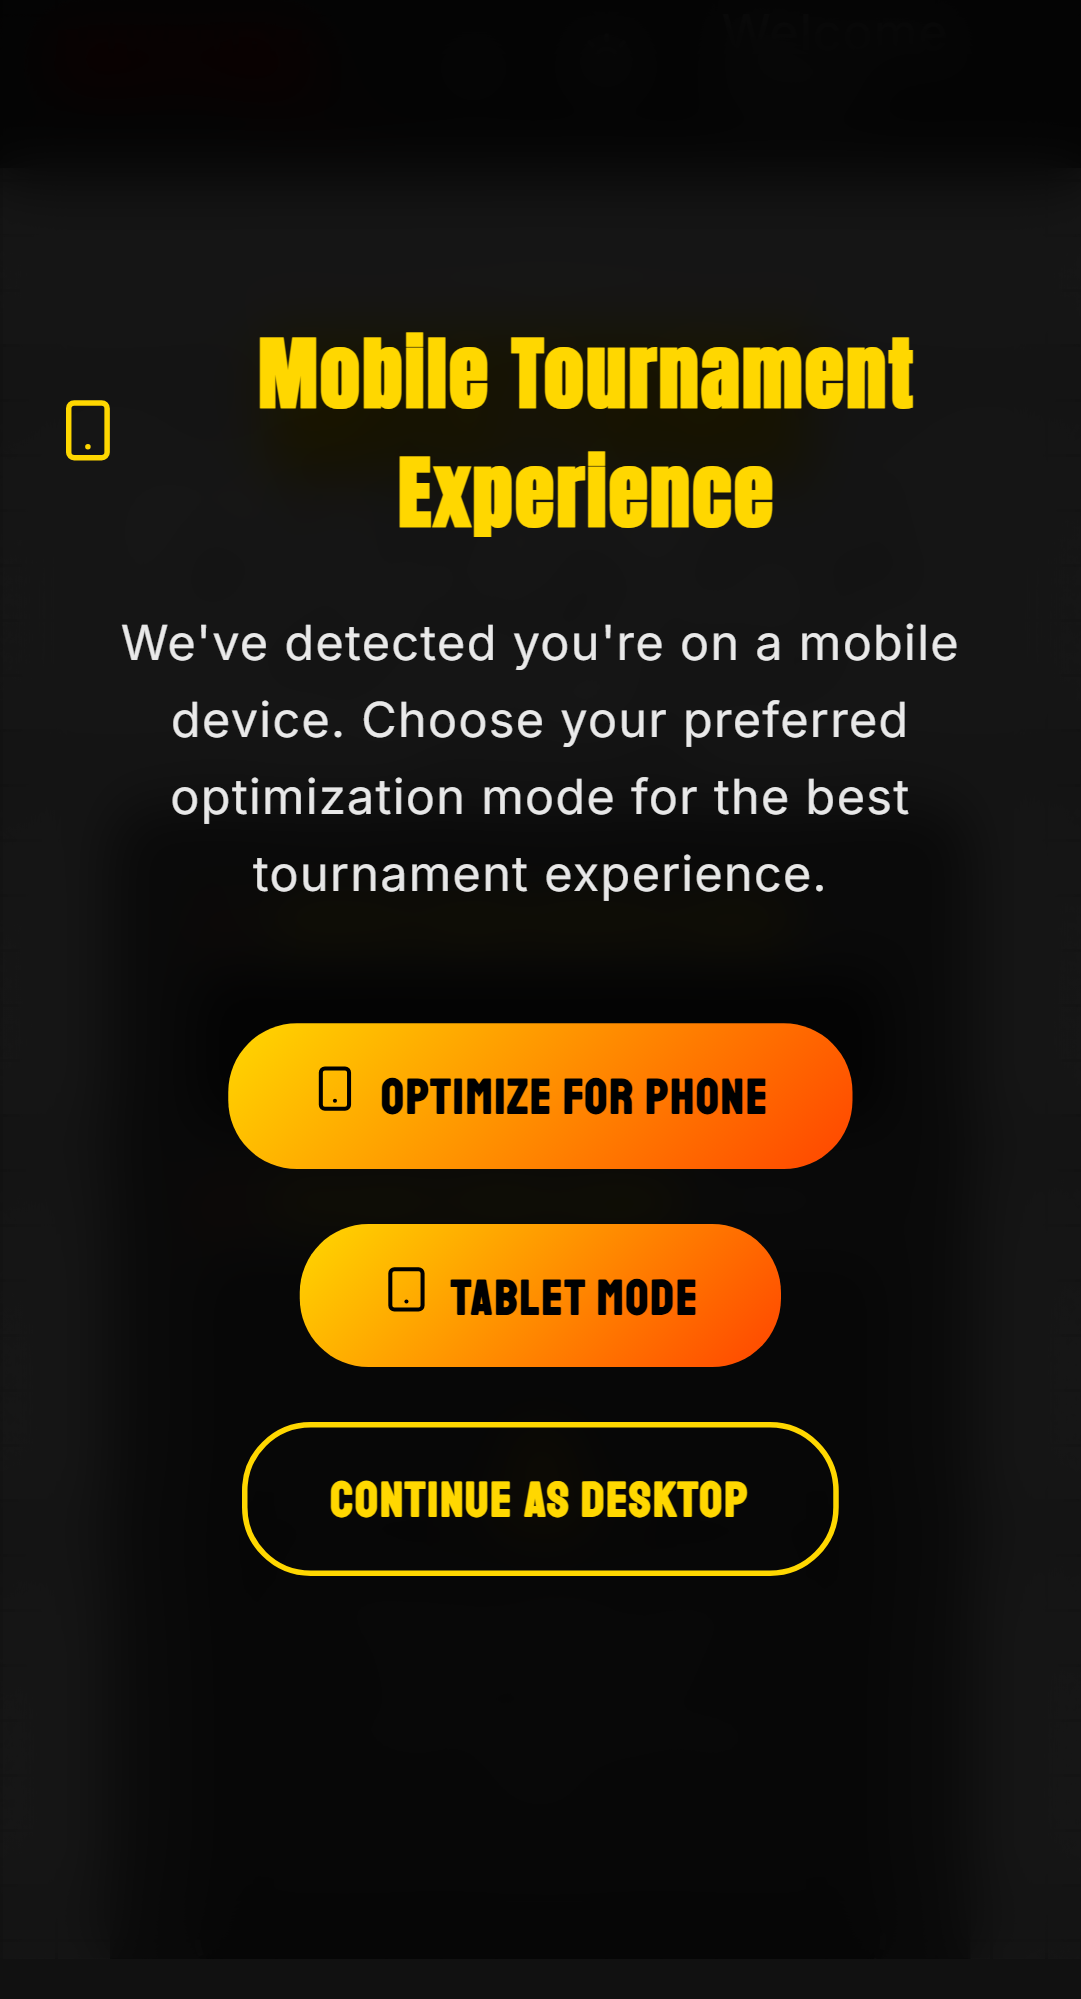 Welcome
Mobile Tournament
Experience
We've detected you're on a mobile
device. Choose your preferred
optimization mode for the best
tournament experience.
OPTIMIZE FOR PHONE
TABLET MODE
CONTINUE AS DESKTOP